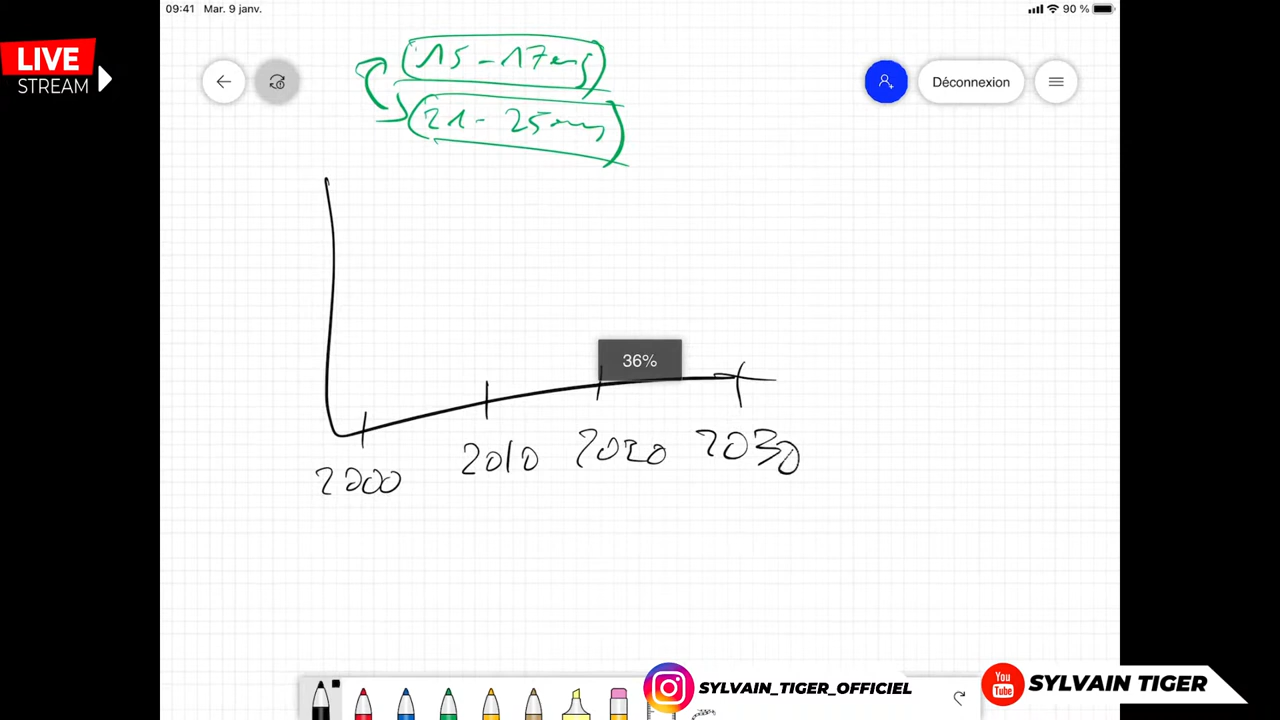 09:41 Mar. 9 janv.
90 %
LIVE
STREAM
15 - 17 ans
21 - 25 ans
Déconnexion
36%
2000
2010
2020
2030
SYLVAIN_TIGER_OFFICIEL
You
Tube
SYLVAIN TIGER